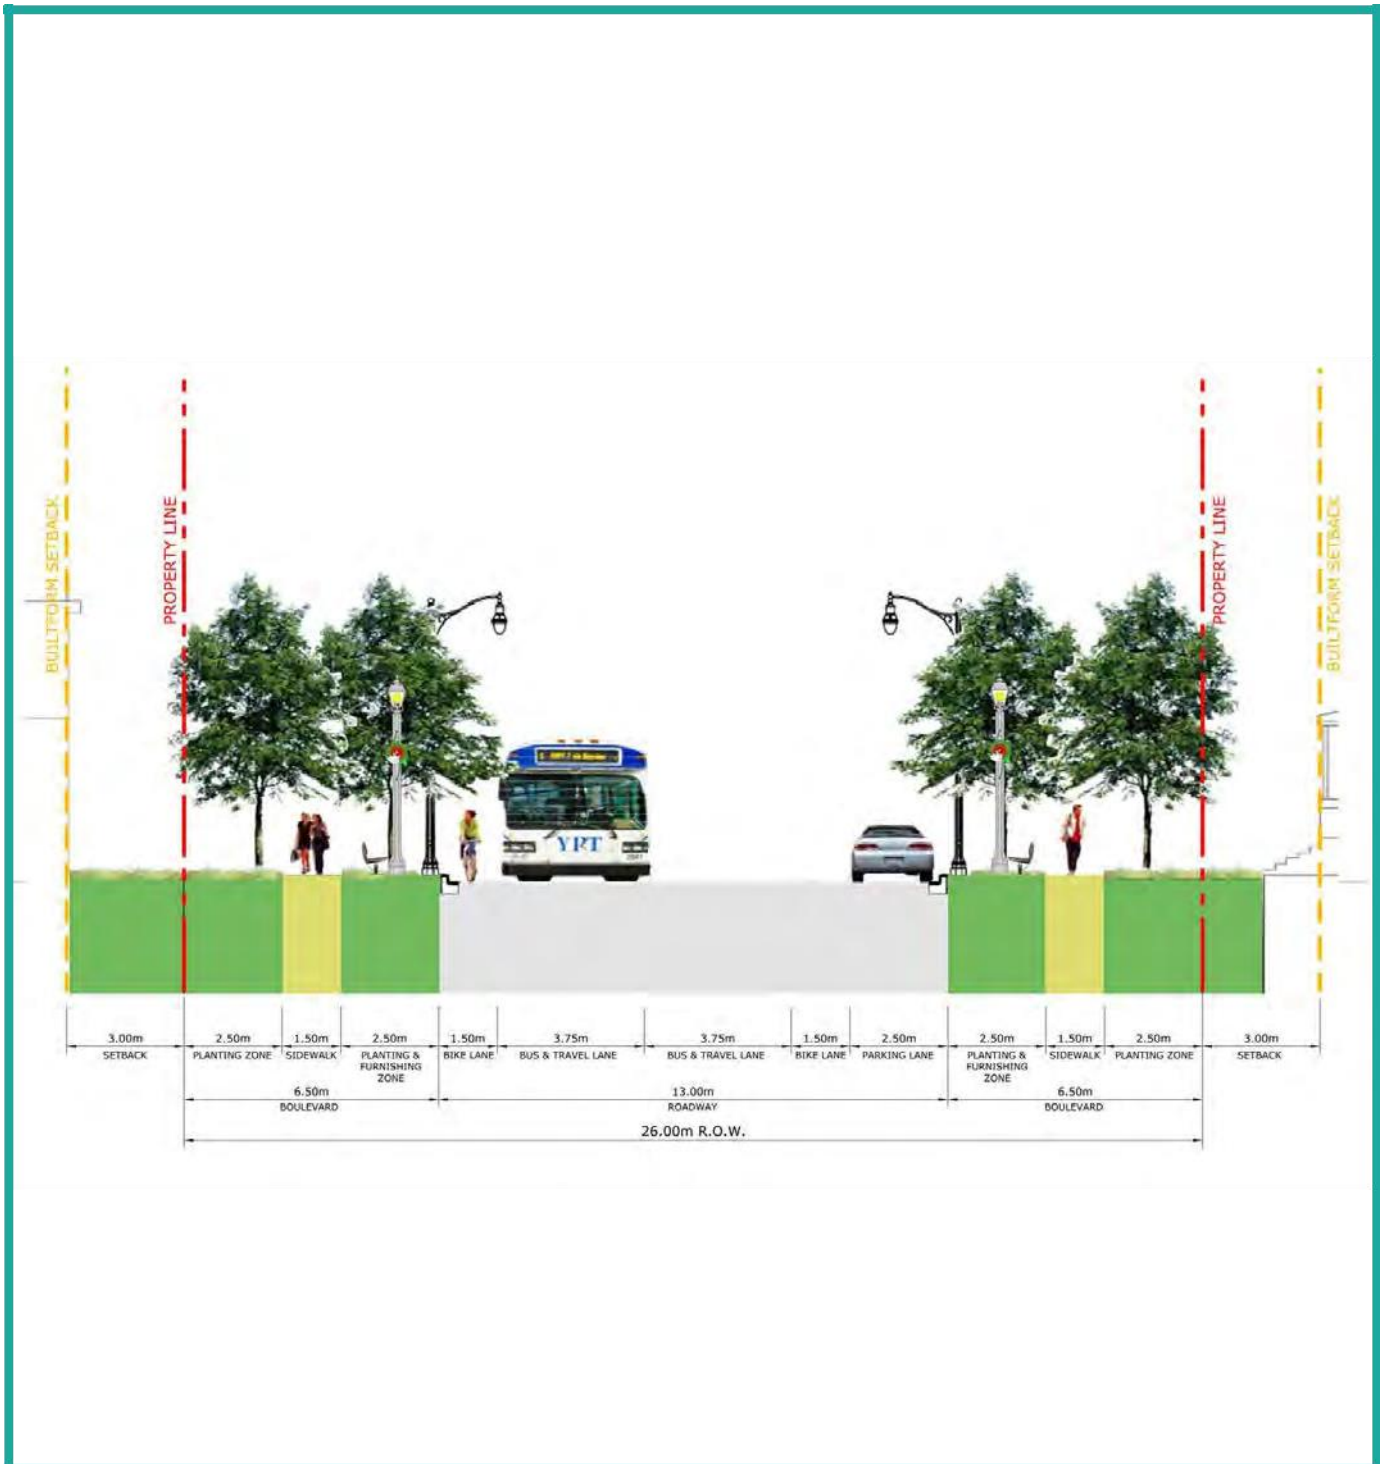 BUILTFORM SETBACK
PROPERTY LINE
PROPERTY LINE
BUILTFORM SETBACK
YRT
3.00m
SETBACK
2.50m
PLANTING ZONE
1.50m
SIDEWALK
2.50m
PLANTING &
FURNISHING
ZONE
1.50m
BIKE LANE
3.75m
BUS & TRAVEL LANE
3.75m
BUS & TRAVEL LANE
1.50m
BIKE LANE
2.50m
PARKING LANE
2.50m
PLANTING &
FURNISHING
ZONE
1.50m
SIDEWALK
2.50m
PLANTING ZONE
3.00m
SETBACK
6.50m
BOULEVARD
13.00m
ROADWAY
6.50m
BOULEVARD
26.00m R.O.W.